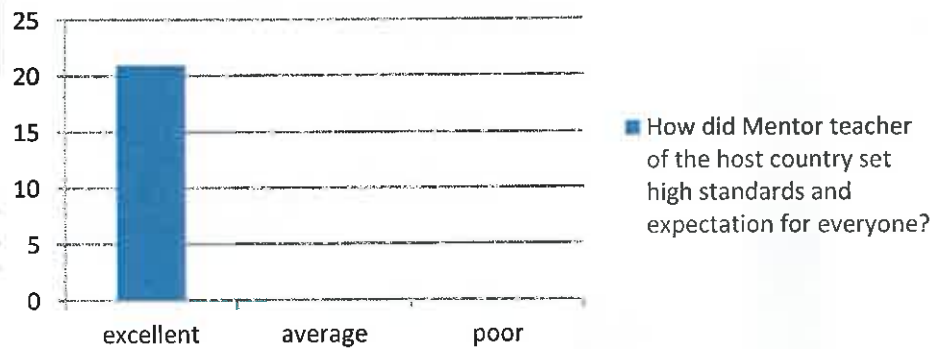 25
20
15
10
5
0
excellent average poor
How did Mentor teacher
of the host country set
high standards and
expectation for everyone?